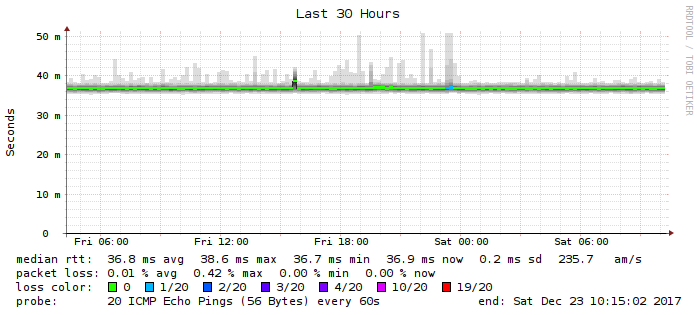 Last 30 Hours
RRDTOOL / TOBI OETIKER
Seconds
50 m
40 m
30 m
20 m
10 m
0
Fri 06:00 Fri 12:00 Fri 18:00 Sat 00:00 Sat 06:00
median rtt: 36.8 ms avg 38.6 ms max 36.7 ms min 36.9 ms now 0.2 ms sd 235.7 am/s
packet loss: 0.01 % avg 0.42 % max 0.00 % min 0.00 % now
loss color: 0 1/20 2/20 3/20 4/20 10/20 19/20
probe: 20 ICMP Echo Pings (56 Bytes) every 60s end: Sat Dec 23 10:15:02 2017